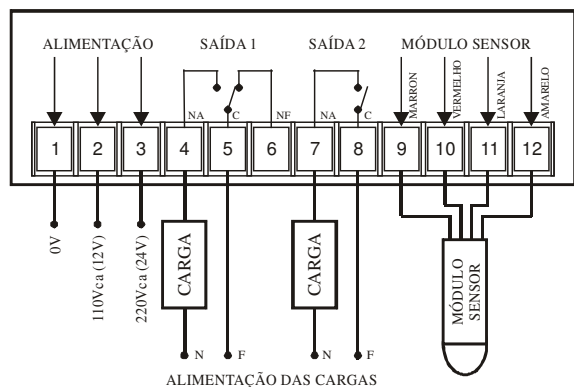 ALIMENTAÇÃO SAÍDA 1 SAÍDA 2 MÓDULO SENSOR
MARRON VERMELHO LARANJA AMARELO
NA C NF NA C
1 2 3 4 5 6 7 8 9 10 11 12
0V
110Vca (12V)
220Vca (24V)
CARGA
CARGA
MÓDULO
SENSOR
N F N F
ALIMENTAÇÃO DAS CARGAS